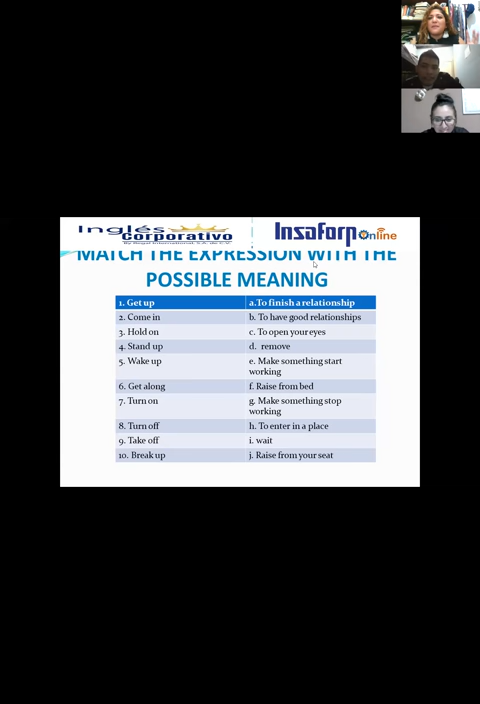 Inglés
Corporativo
Insaforp Online
MATCH THE EXPRESSION WITH THE
POSSIBLE MEANING
1. Get up a.To finish a relationship
2. Come in b. To have good relationships
3. Hold on c. To open your eyes
4. Stand up d. remove
5. Wake up e. Make something start
working
6. Get along f. Raise from bed
7. Turn on g. Make something stop
working
8. Turn off h. To enter in a place
9. Take off i. wait
10. Break up j. Raise from your seat